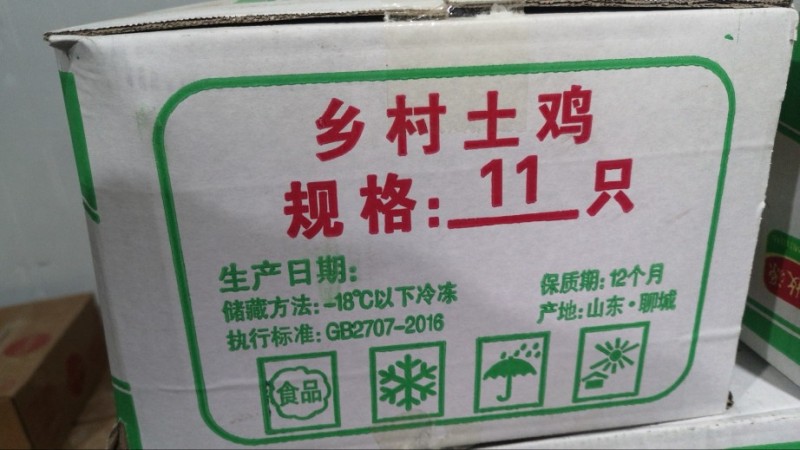 乡村土鸡
规格:11只
生产日期:
储藏方法:-18℃以下冷冻
保质期:12个月
执行标准:GB2707-2016
产地:山东·聊城
食品